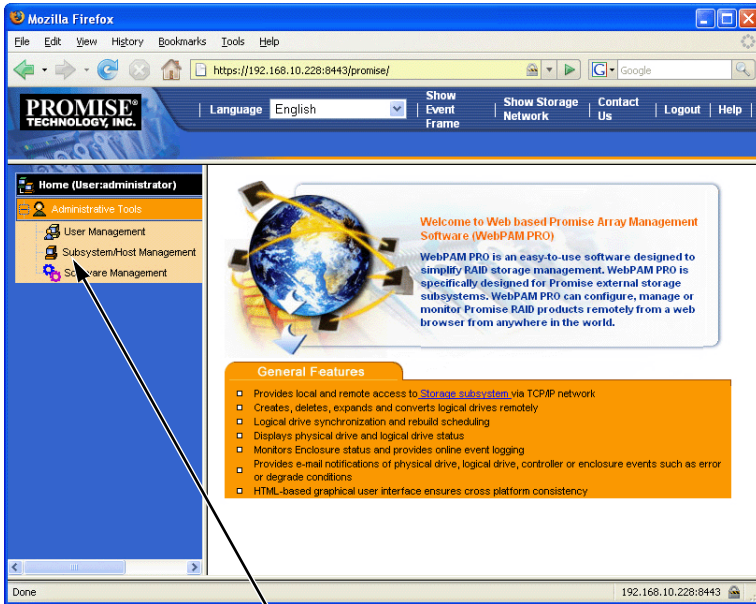 Mozilla Firefox
File Edit View History Bookmarks Tools Help
https://192.168.10.228:8443/promise/
G Google
PROMISE®
TECHNOLOGY, INC.
| Language English | Show Event Frame | Show Storage Network | Contact Us | Logout | Help |
Home (User:administrator)
Administrative Tools
User Management
Subsystem/Host Management
Software Management
Welcome to Web based Promise Array Management
Software (WebPAM PRO)
WebPAM PRO is an easy-to-use software designed to
simplify RAID storage management. WebPAM PRO is
specifically designed for Promise external storage
subsystems. WebPAM PRO can configure, manage or
monitor Promise RAID products remotely from a web
browser from anywhere in the world.
General Features
Provides local and remote access to Storage subsystem via TCP/IP network
Creates, deletes, expands and converts logical drives remotely
Logical drive synchronization and rebuild scheduling
Displays physical drive and logical drive status
Monitors Enclosure status and provides online event logging
Provides e-mail notifications of physical drive, logical drive, controller or enclosure events such as error
or degrade conditions
HTML-based graphical user interface ensures cross platform consistency
Done
192.168.10.228:8443